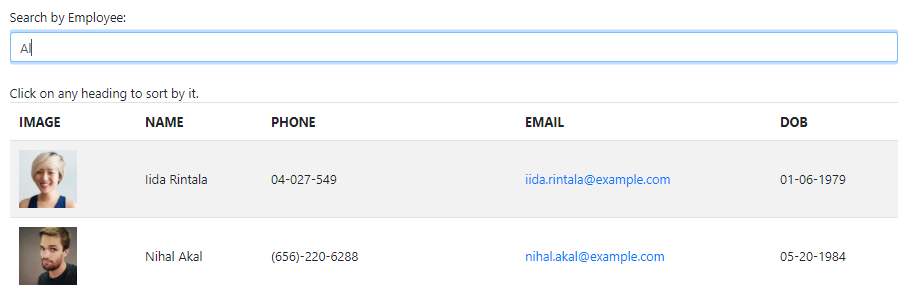 Search by Employee:
Al
Click on any heading to sort by it.
IMAGE NAME PHONE EMAIL DOB
Iida Rintala 04-027-549 iida.rintala@example.com 01-06-1979
Nihal Akal (656)-220-6288 nihal.akal@example.com 05-20-1984